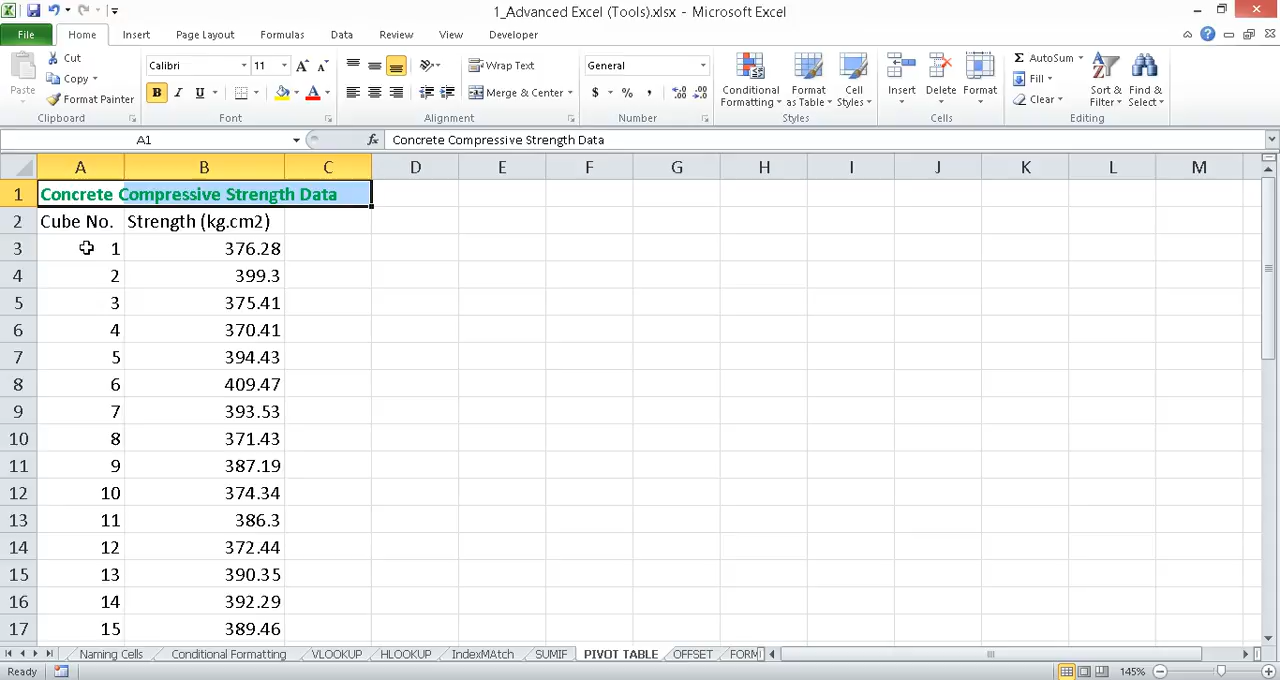 1_Advanced Excel (Tools).xlsx - Microsoft Excel
File Home Insert Page Layout Formulas Data Review View Developer
Cut
Copy
Format Painter
Paste
Clipboard
Calibri 11
B I U
Font
Wrap Text
Merge & Center
Alignment
General
$ % ,
Number
Conditional Formatting
Format as Table
Cell Styles
Styles
Insert Delete Format
Cells
Σ AutoSum
Fill
Clear
Sort & Filter
Find & Select
Editing
A1 fx Concrete Compressive Strength Data
A B C D E F G H I J K L M
1 Concrete Compressive Strength Data
2 Cube No. Strength (kg.cm2)
3 1 376.28
4 2 399.3
5 3 375.41
6 4 370.41
7 5 394.43
8 6 409.47
9 7 393.53
10 8 371.43
11 9 387.19
12 10 374.34
13 11 386.3
14 12 372.44
15 13 390.35
16 14 392.29
17 15 389.46
Naming Cells Conditional Formatting VLOOKUP HLOOKUP IndexMAtch SUMIF PIVOT TABLE OFFSET FORM
Ready 145%